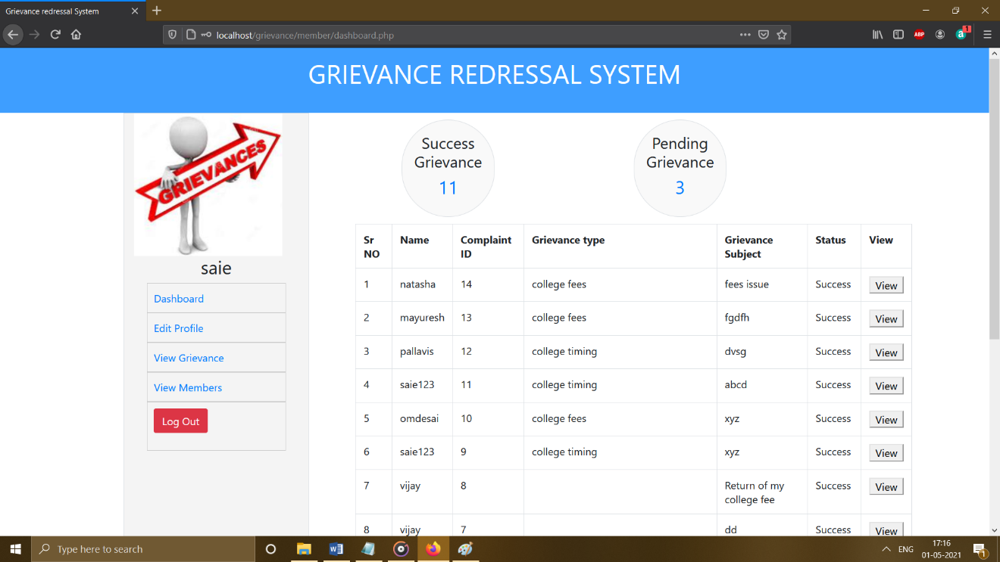 Grievance redressal System
localhost/grievance/member/dashboard.php
ABP
a
1
GRIEVANCE REDRESSAL SYSTEM
GRIEVANCES
saie
Dashboard
Edit Profile
View Grievance
View Members
Log Out
Success
Grievance
11
Pending
Grievance
3
Sr NO Name Complaint ID Grievance type Grievance Subject Status View
1 natasha 14 college fees fees issue Success View
2 mayuresh 13 college fees fgdfh Success View
3 pallavis 12 college timing dvsg Success View
4 saie123 11 college timing abcd Success View
5 omdesai 10 college fees xyz Success View
6 saie123 9 college timing xyz Success View
7 vijay 8 Return of my college fee Success View
8 vijay 7 dd Success View
Type here to search
ENG
17:16
01-05-2021
1